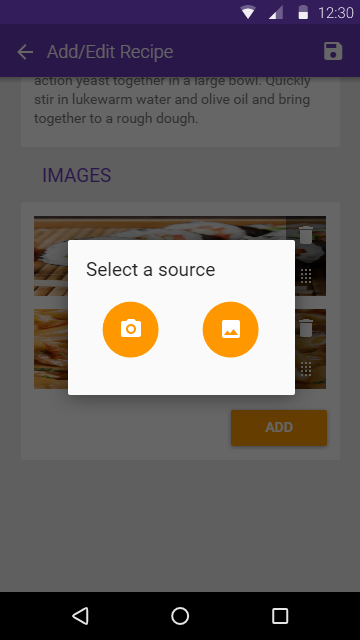 12:30
Add/Edit Recipe
action yeast together in a large bowl. Quickly
stir in lukewarm water and olive oil and bring
together to a rough dough.
IMAGES
Select a source
ADD